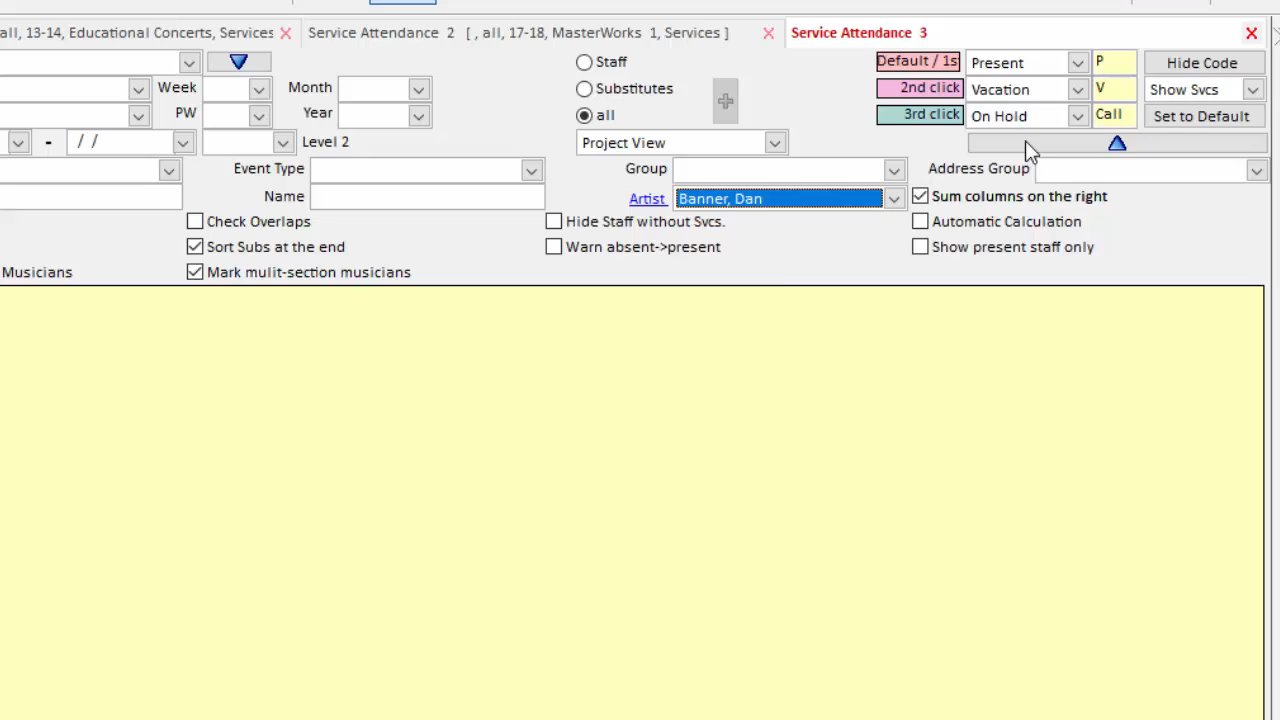 all, 13-14, Educational Concerts, Services
Service Attendance 2 [ , all, 17-18, MasterWorks 1, Services ]
Service Attendance 3
Staff
Default / 1st
Present
P
Hide Code
Week
Month
Substitutes
2nd click
Vacation
V
Show Svcs
PW
Year
all
3rd click
On Hold
Call
Set to Default
- / /
Level 2
Project View
Event Type
Group
Address Group
Name
Artist
Banner, Dan
Sum columns on the right
Check Overlaps
Hide Staff without Svcs.
Automatic Calculation
Sort Subs at the end
Warn absent->present
Show present staff only
Musicians
Mark mulit-section musicians